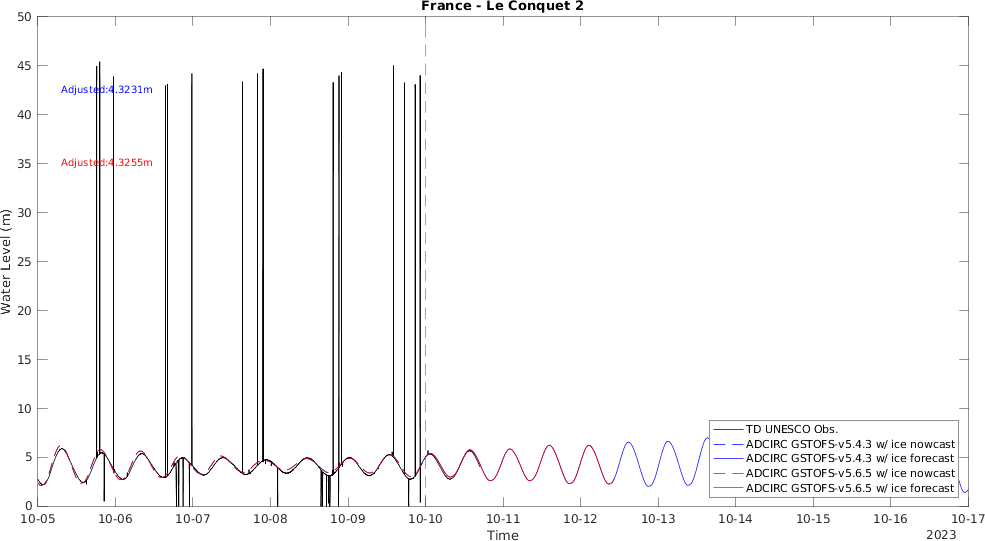 France - Le Conquet 2
50
45
40
35
30
25
20
15
10
5
0
Water Level (m)
Adjusted:4.3231m
Adjusted:4.3255m
TD UNESCO Obs.
ADCIRC GSTOFS-v5.4.3 w/ ice nowcast
ADCIRC GSTOFS-v5.4.3 w/ ice forecast
ADCIRC GSTOFS-v5.6.5 w/ ice nowcast
ADCIRC GSTOFS-v5.6.5 w/ ice forecast
10-05 10-06 10-07 10-08 10-09 10-10 10-11 10-12 10-13 10-14 10-15 10-16 10-17
Time
2023